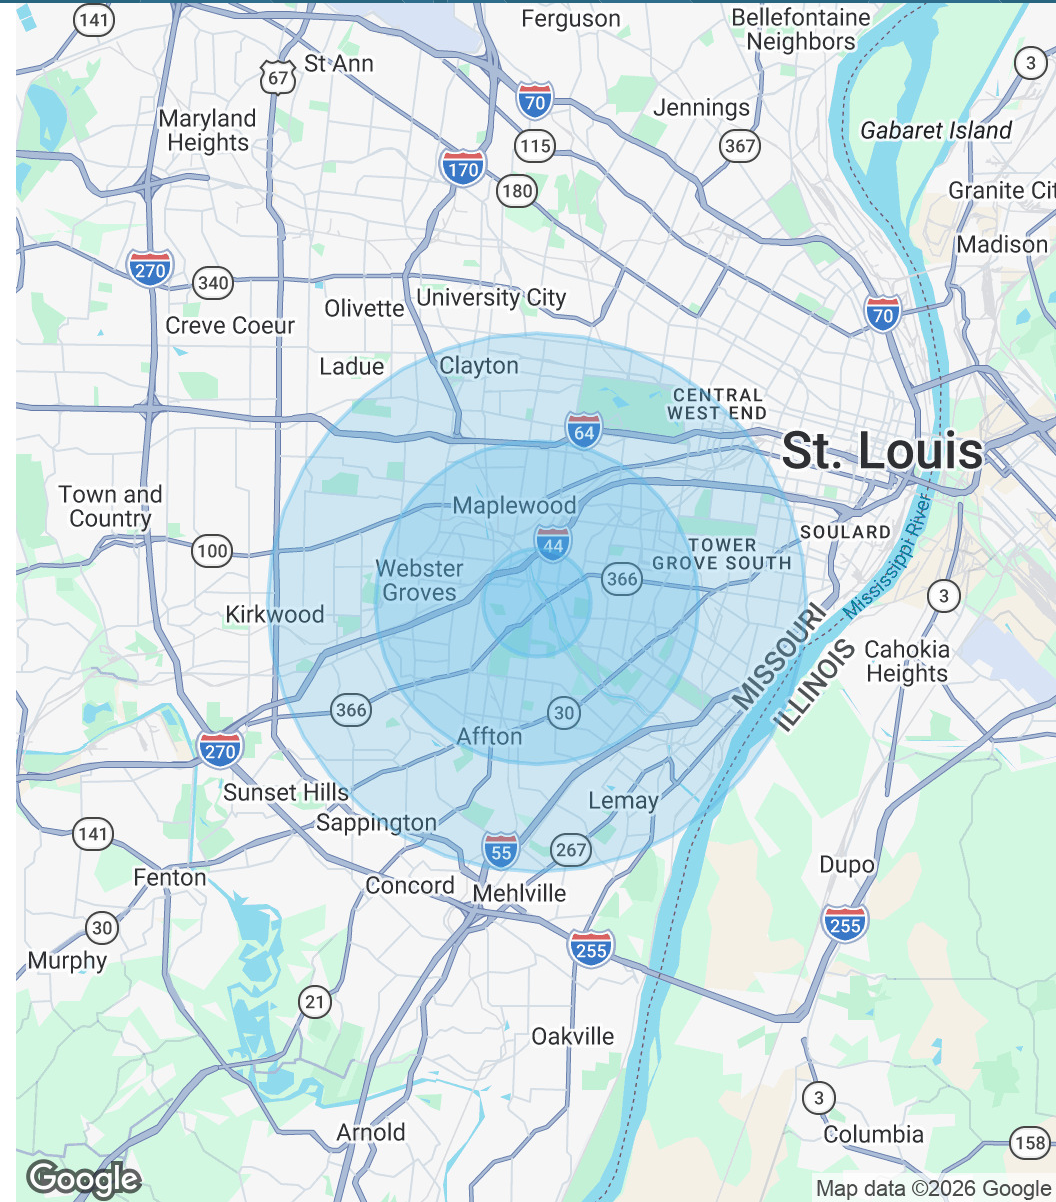 141
Ferguson
Bellefontaine
Neighbors
St Ann
67
3
70
Jennings
Maryland
Heights
115
367
Gabaret Island
170
180
Granite Cit
Madison
270
340
Olivette
University City
70
Creve Coeur
Ladue
Clayton
CENTRAL
WEST END
64
St. Louis
Town and
Country
Maplewood
100
44
SOULARD
TOWER
GROVE SOUTH
Mississippi River
Webster
Groves
366
3
Kirkwood
MISSOURI
ILLINOIS
Cahokia
Heights
366
30
Affton
270
Sunset Hills
Lemay
Sappington
141
55
267
Fenton
Concord
Mehlville
Dupo
30
255
255
Murphy
21
Oakville
3
Arnold
Columbia
158
Google
Map data ©2026 Google